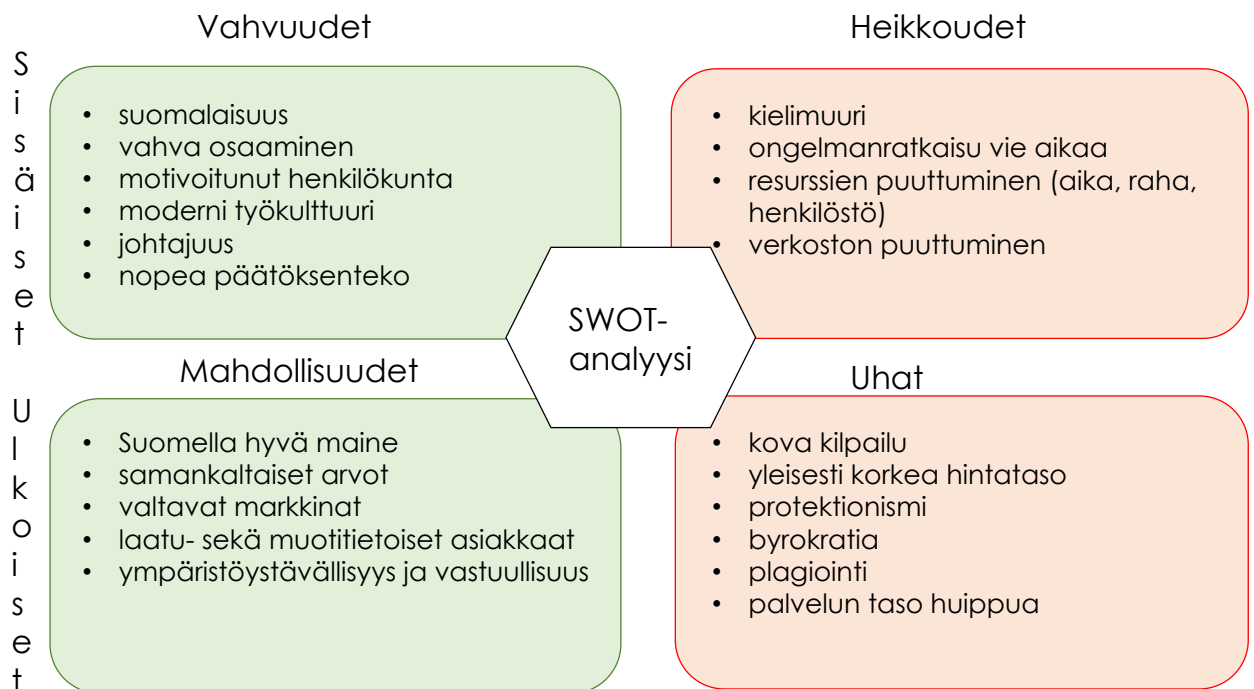 Vahvuudet
Heikkoudet
Sisäiset
• suomalaisuus
• vahva osaaminen
• motivoitunut henkilökunta
• moderni työkulttuuri
• johtajuus
• nopea päätöksenteko
• kielimuuri
• ongelmanratkaisu vie aikaa
• resurssien puuttuminen (aika, raha,
henkilöstö)
• verkoston puuttuminen
SWOT-
analyysi
Mahdollisuudet
Uhat
Ulkoiset
• Suomella hyvä maine
• samankaltaiset arvot
• valtavat markkinat
• laatu- sekä muotitietoiset asiakkaat
• ympäristöystävällisyys ja vastuullisuus
• kova kilpailu
• yleisesti korkea hintataso
• protektionismi
• byrokratia
• plagiointi
• palvelun taso huippua